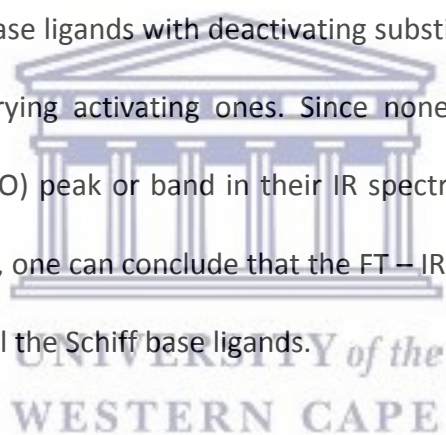 ase ligands with deactivating substi
rying activating ones. Since none
O) peak or band in their IR spectr
, one can conclude that the FT – IR
l the Schiff base ligands.
UNIVERSITY of the
WESTERN CAPE